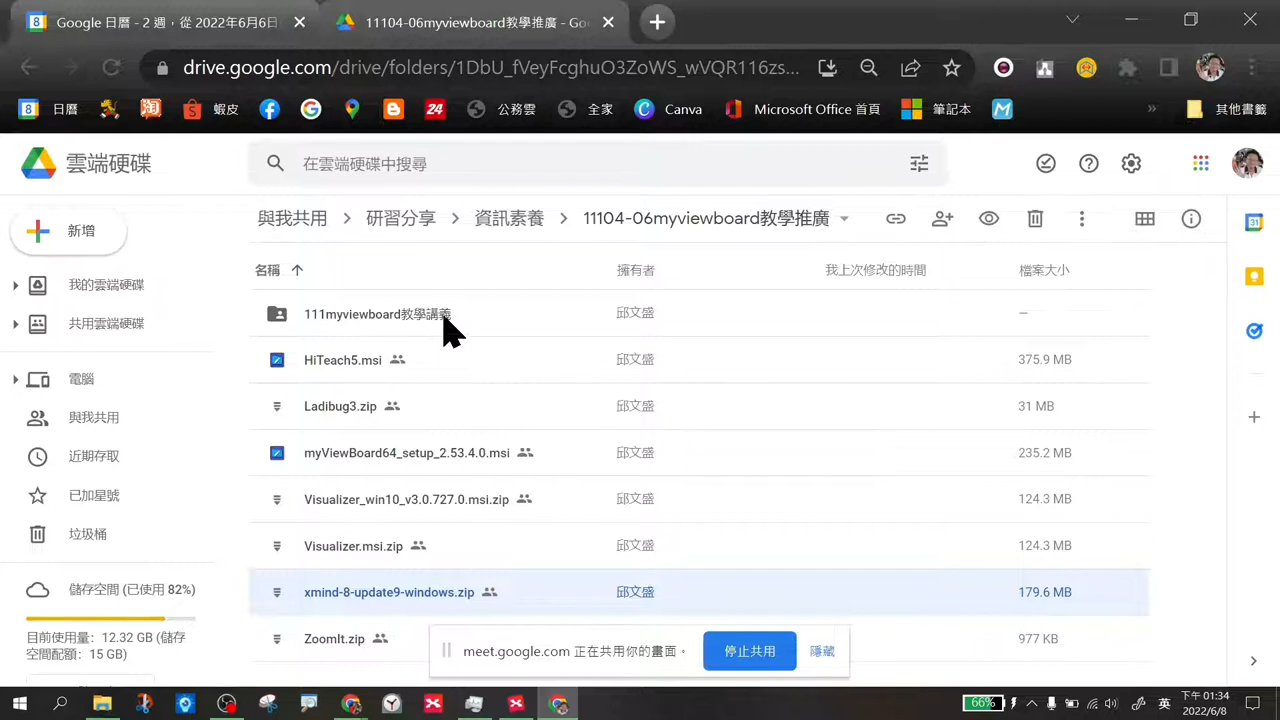 Google 日曆 - 2 週，從 2022年6月6日
11104-06myviewboard教學推廣 - Go
drive.google.com/drive/folders/1DbU_fVeyFcghuO3ZoWS_wVQR116zs...
日曆 蝦皮 24 公務雲 全家 Canva Microsoft Office 首頁 筆記本 » 其他書籤
雲端硬碟
在雲端硬碟中搜尋
新增
與我共用 > 研習分享 > 資訊素養 > 11104-06myviewboard教學推廣
名稱 擁有者 我上次修改的時間 檔案大小
我的雲端硬碟
共用雲端硬碟
電腦
與我共用
近期存取
已加星號
垃圾桶
儲存空間 (已使用 82%)
目前使用量：12.32 GB (儲存
空間配額：15 GB)
111myviewboard教學講義 邱文盛 –
HiTeach5.msi 邱文盛 375.9 MB
Ladibug3.zip 邱文盛 31 MB
myViewBoard64_setup_2.53.4.0.msi 邱文盛 235.2 MB
Visualizer_win10_v3.0.727.0.msi.zip 邱文盛 124.3 MB
Visualizer.msi.zip 邱文盛 124.3 MB
xmind-8-update9-windows.zip 邱文盛 179.6 MB
ZoomIt.zip 977 KB
meet.google.com 正在共用你的畫面。 停止共用 隱藏
66% 英 下午 01:34
2022/6/8